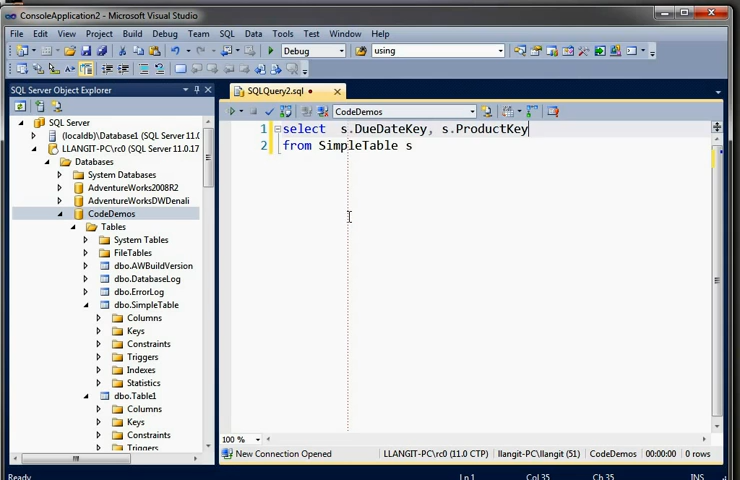 ConsoleApplication2 - Microsoft Visual Studio
File Edit View Project Build Debug Team SQL Data Tools Test Window Help
Debug using
SQL Server Object Explorer
SQLQuery2.sql
CodeDemos
SQL Server
(localdb)\Database1 (SQL Server 11.0
LLANGIT-PC\rc0 (SQL Server 11.0.17
Databases
System Databases
AdventureWorks2008R2
AdventureWorksDWDenali
CodeDemos
Tables
System Tables
FileTables
dbo.AWBuildVersion
dbo.DatabaseLog
dbo.ErrorLog
dbo.SimpleTable
Columns
Keys
Constraints
Triggers
Indexes
Statistics
dbo.Table1
Columns
Keys
Constraints
Triggers
1 select s.DueDateKey, s.ProductKey
2 from SimpleTable s
100 %
New Connection Opened LLANGIT-PC\rc0 (11.0 CTP) llangit-pc\llangit (51) CodeDemos 00:00:00 0 rows
Ready Ln 1 Col 35 Ch 35 INS